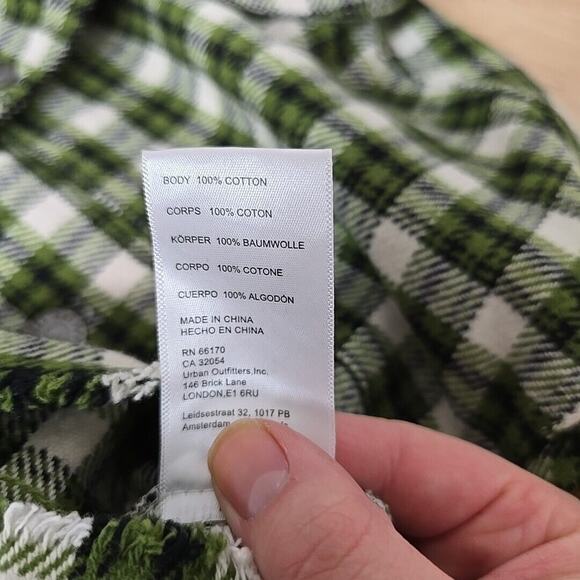 BODY 100% COTTON
CORPS 100% COTON
KÖRPER 100% BAUMWOLLE
CORPO 100% COTONE
CUERPO 100% ALGODÓN
MADE IN CHINA
HECHO EN CHINA
RN 66170
CA 32054
Urban Outfitters,Inc.
146 Brick Lane
LONDON,E1 6RU
Leidsestraat 32, 1017 PB
Amsterdam